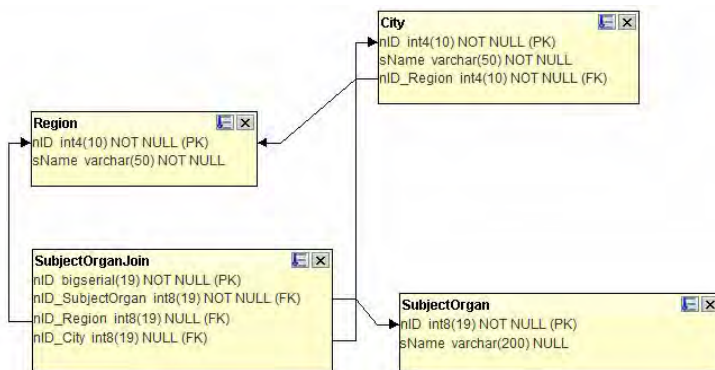 City
nID int4(10) NOT NULL (PK)
sName varchar(50) NOT NULL
nID_Region int4(10) NOT NULL (FK)
Region
nID int4(10) NOT NULL (PK)
sName varchar(50) NOT NULL
SubjectOrganJoin
nID bigserial(19) NOT NULL (PK)
nID_SubjectOrgan int8(19) NOT NULL (FK)
nID_Region int8(19) NULL (FK)
nID_City int8(19) NULL (FK)
SubjectOrgan
nID int8(19) NOT NULL (PK)
sName varchar(200) NULL